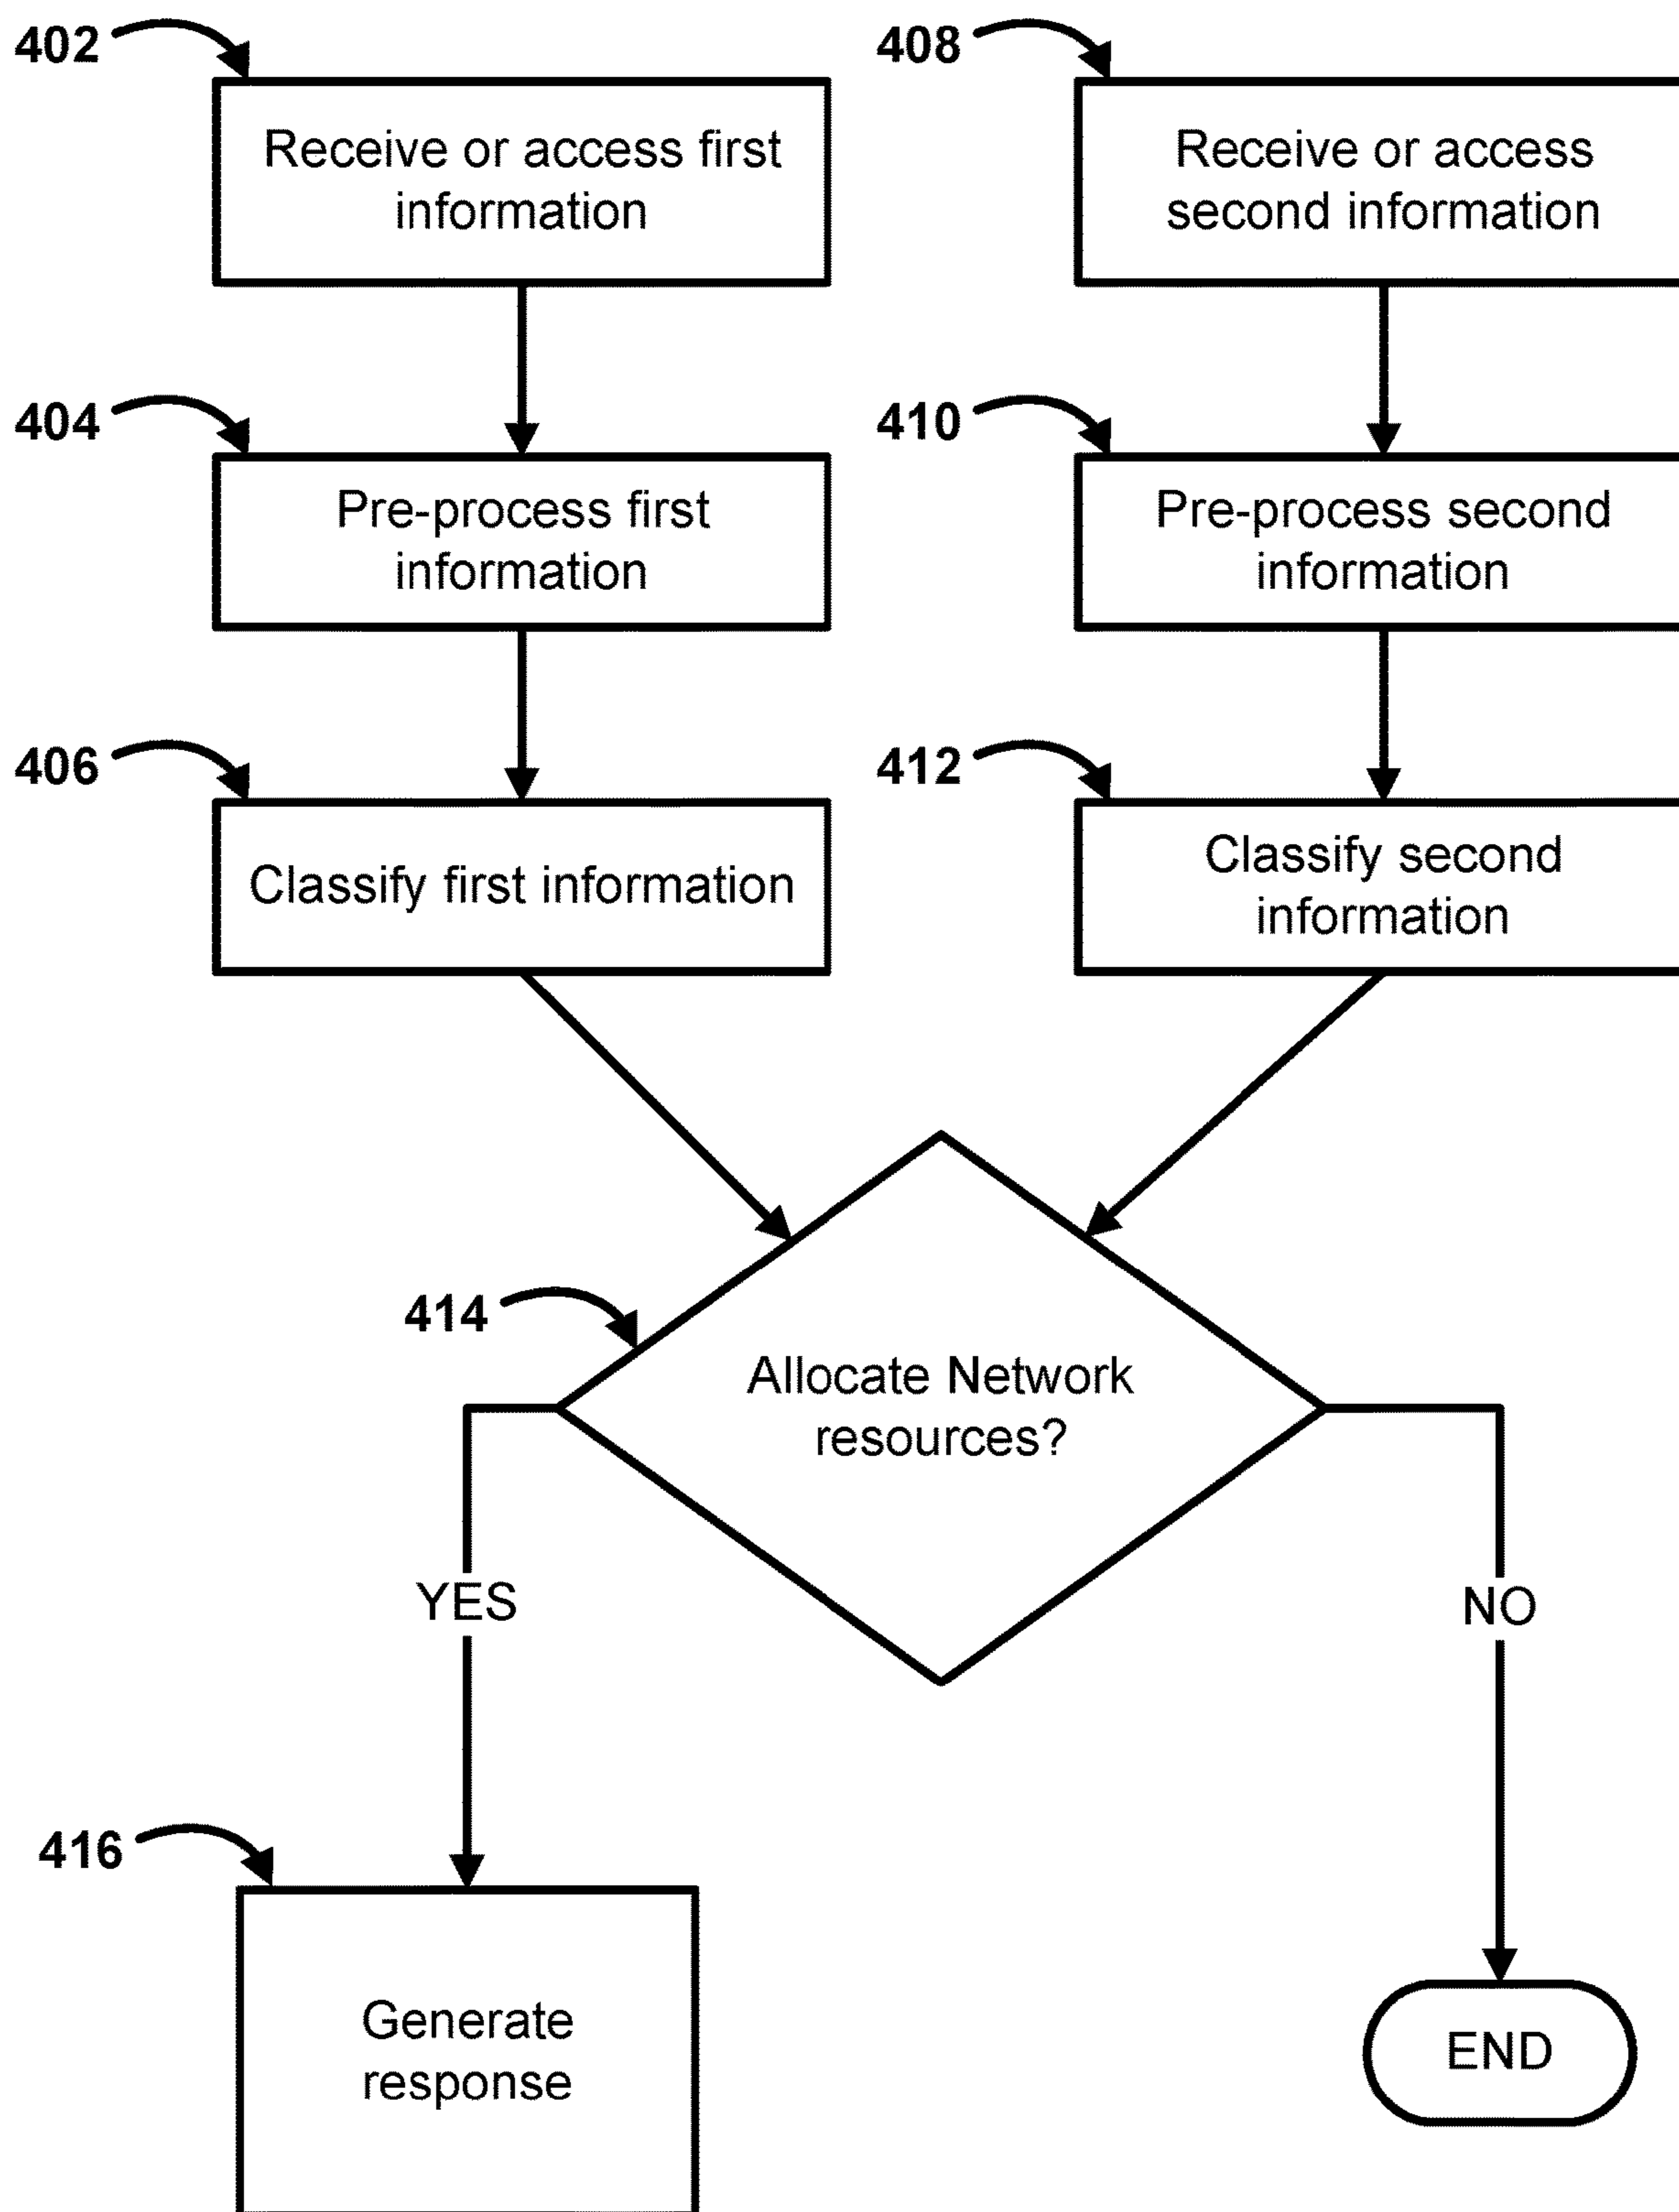 402
Receive or access first
information
408
Receive or access
second information
404
Pre-process first
information
410
Pre-process second
information
406
Classify first information
412
Classify second
information
414
Allocate Network
resources?
YES
NO
416
Generate
response
END